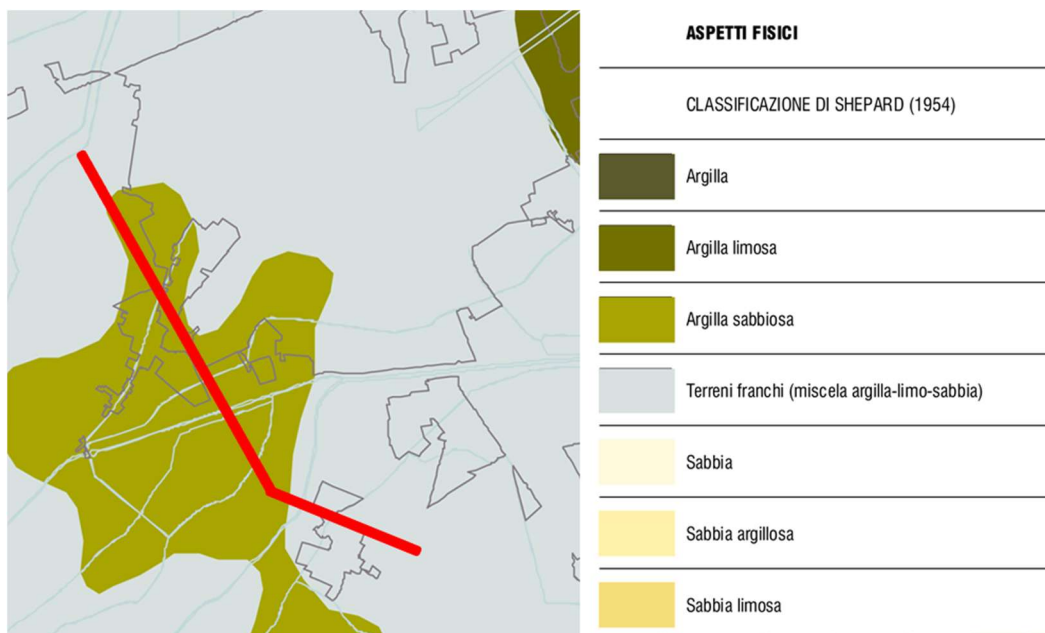 ASPETTI FISICI
CLASSIFICAZIONE DI SHEPARD (1954)
Argilla
Argilla limosa
Argilla sabbiosa
Terreni franchi (miscela argilla-limo-sabbia)
Sabbia
Sabbia argillosa
Sabbia limosa